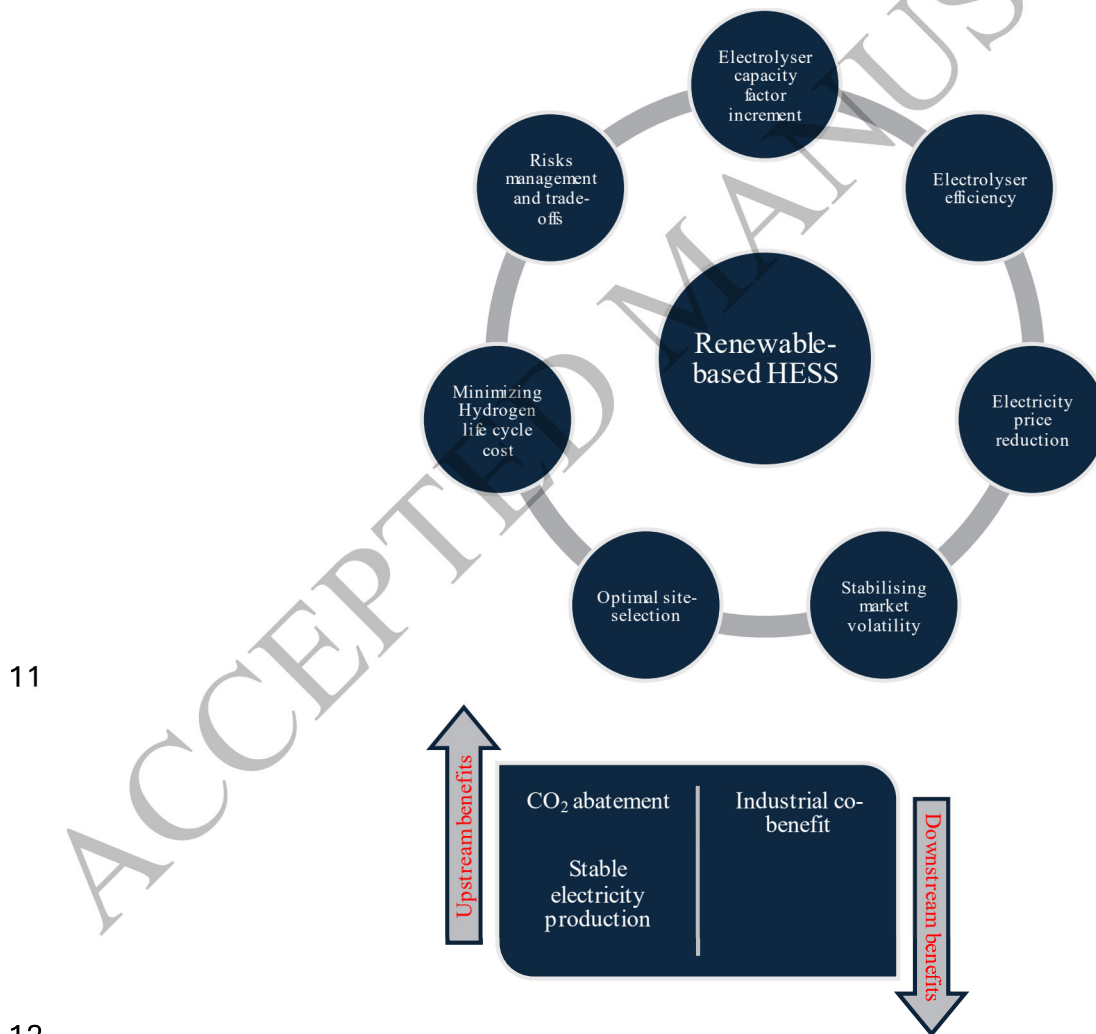 Electrolyser
capacity
factor
increment
Risks
management
and trade-
offs
Electrolyser
efficiency
Renewable-
based HESS
Minimizing
Hydrogen
life cycle
cost
Electricity
price
reduction
Optimal site-
selection
Stabilising
market
volatility
11
Upstream benefits
CO₂ abatement
Stable
electricity
production
Industrial co-
benefit
Downstream benefits
ACCEPTED MANUS